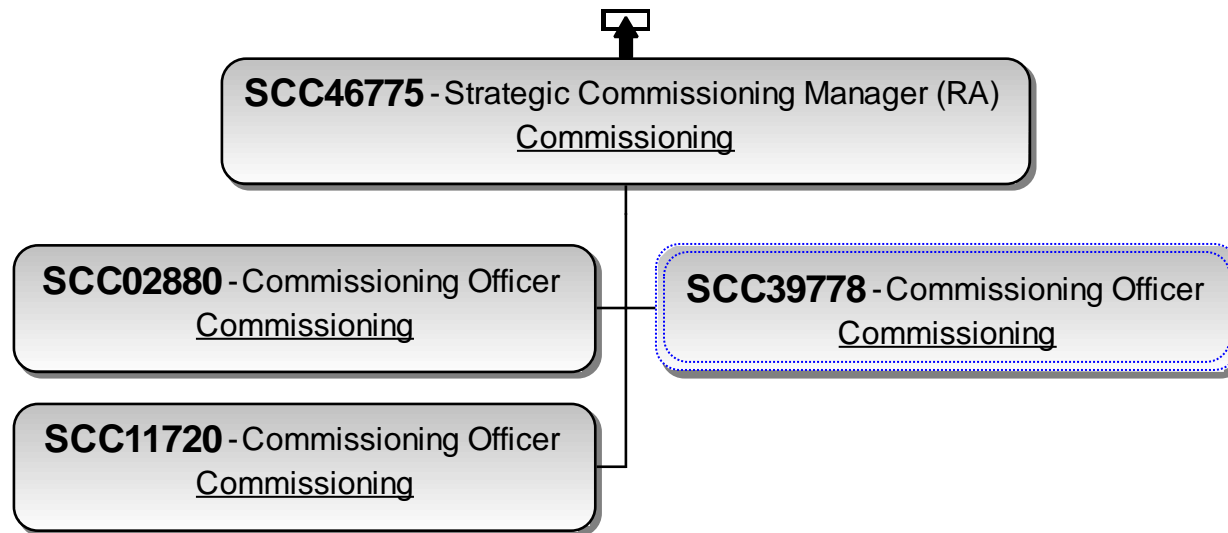 SCC46775 - Strategic Commissioning Manager (RA)
Commissioning
SCC02880 - Commissioning Officer
Commissioning
SCC39778 - Commissioning Officer
Commissioning
SCC11720 - Commissioning Officer
Commissioning